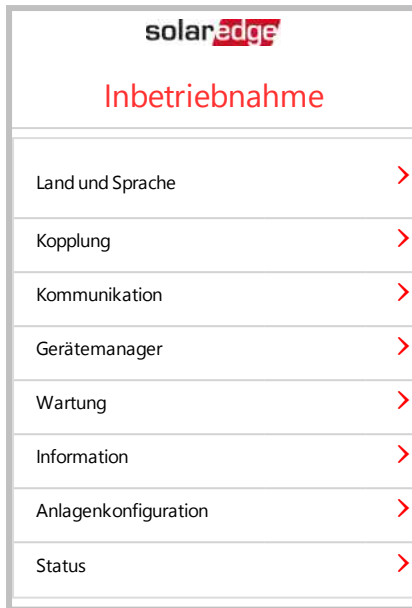 solaredge
Inbetriebnahme
Land und Sprache
Kopplung
Kommunikation
Gerätemanager
Wartung
Information
Anlagenkonfiguration
Status